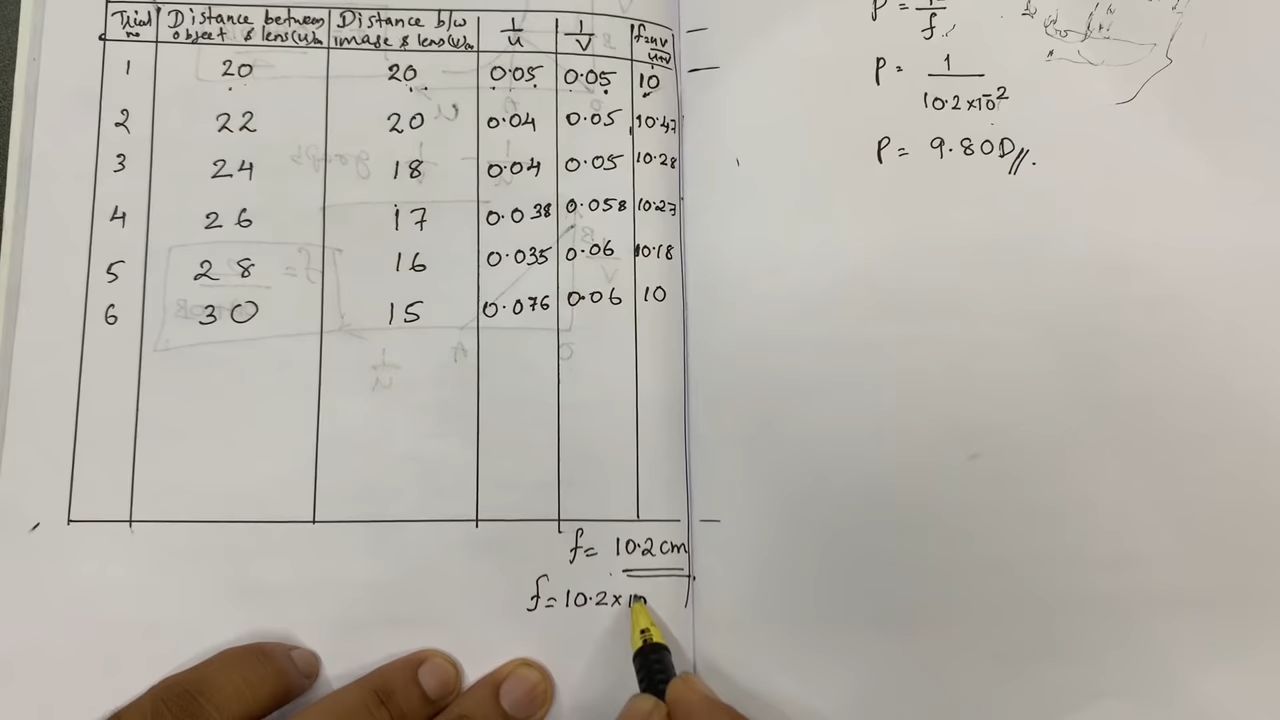 Trial no Distance between object & lens(u)cm Distance b/w image & lens(v)cm 1/u 1/v f=uv/u+v
1 20 20 0.05 0.05 10
2 22 20 0.04 0.05 10.47
3 24 18 0.04 0.05 10.28
4 26 17 0.038 0.058 10.27
5 28 16 0.035 0.06 10.18
6 30 15 0.076 0.06 10
f= 10.2cm
f=10.2×10
f
P= 1/10.2×10-2
P= 9.80D//.